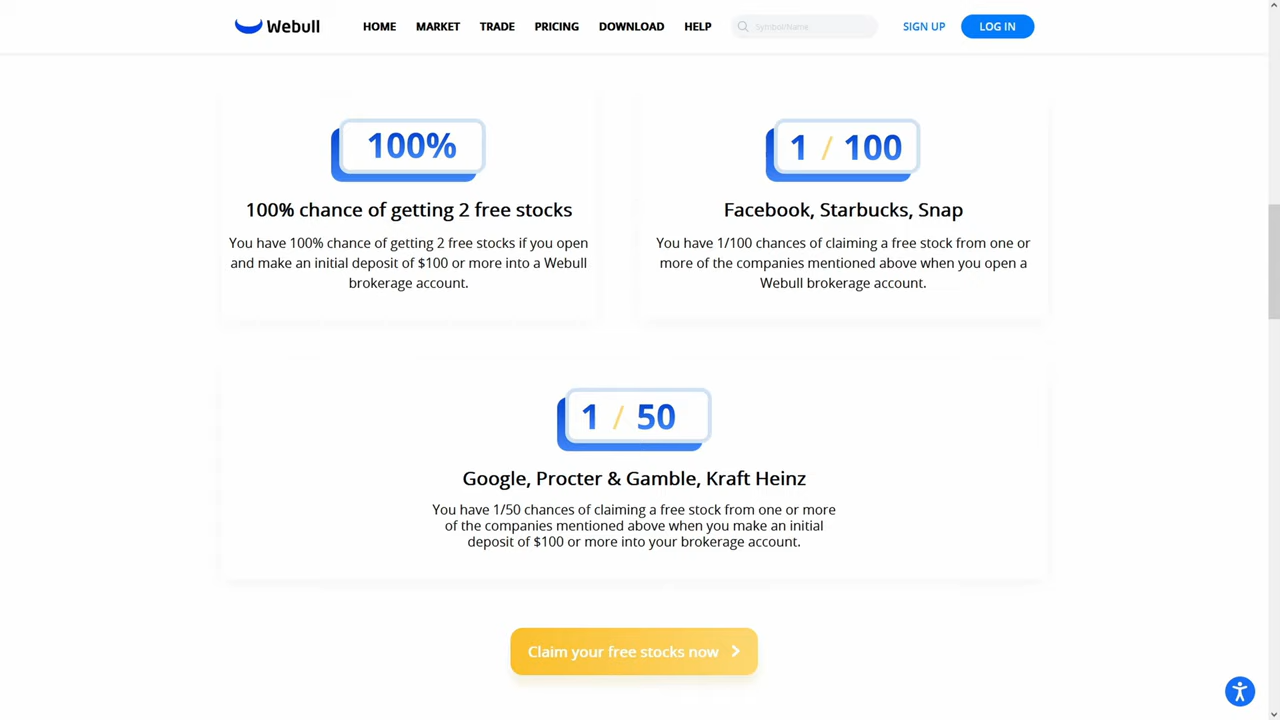 Webull HOME MARKET TRADE PRICING DOWNLOAD HELP Symbol/Name SIGN UP LOG IN
100%
100% chance of getting 2 free stocks
You have 100% chance of getting 2 free stocks if you open
and make an initial deposit of $100 or more into a Webull
brokerage account.
1 / 100
Facebook, Starbucks, Snap
You have 1/100 chances of claiming a free stock from one or
more of the companies mentioned above when you open a
Webull brokerage account.
1 / 50
Google, Procter & Gamble, Kraft Heinz
You have 1/50 chances of claiming a free stock from one or more
of the companies mentioned above when you make an initial
deposit of $100 or more into your brokerage account.
Claim your free stocks now